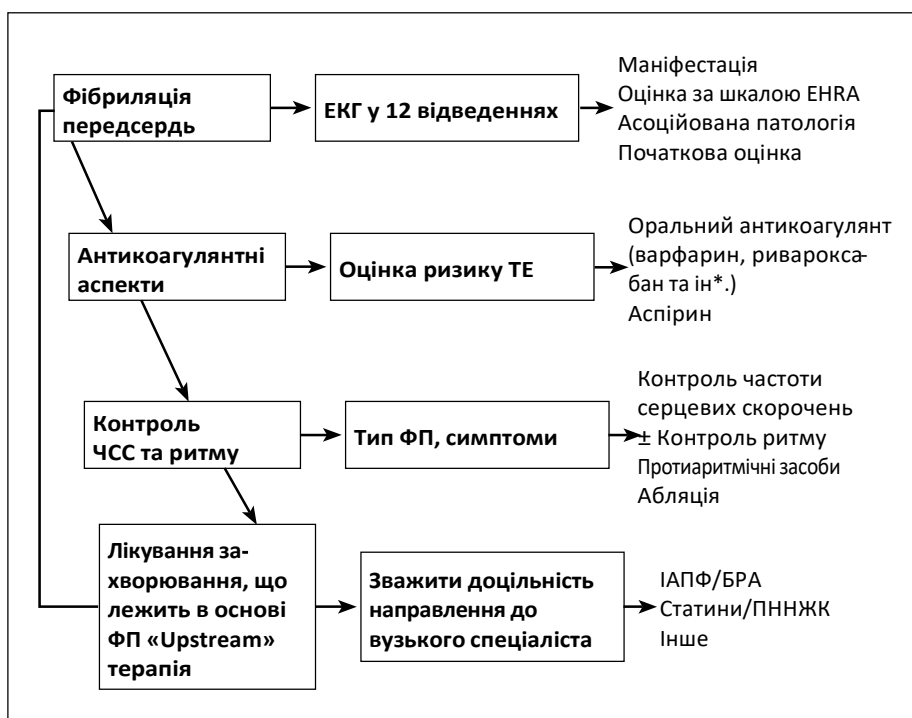 Фібриляція
передсердь
ЕКГ у 12 відведеннях
Маніфестація
Оцінка за шкалою EHRA
Асоційована патологія
Початкова оцінка
Антикоагулянтні
аспекти
Оцінка ризику ТЕ
Оральний антикоагулянт
(варфарин, риварокса-
бан та ін*.)
Аспірин
Контроль
ЧСС та ритму
Тип ФП, симптоми
Контроль частоти
серцевих скорочень
± Контроль ритму
Протиаритмічні засоби
Абляція
Лікування за-
хворювання, що
лежить в основі
ФП «Upstream»
терапія
Зважити доцільність
направлення до
вузького спеціаліста
ІАПФ/БРА
Статини/ПННЖК
Інше